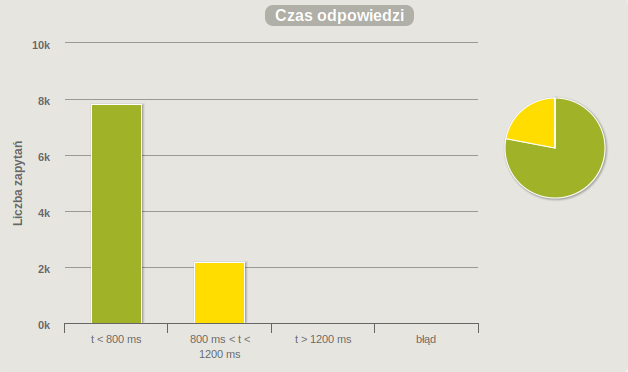 Czas odpowiedzi
10k
8k
6k
4k
2k
0k
Liczba zapytań
t < 800 ms
800 ms < t <
1200 ms
t > 1200 ms
błąd